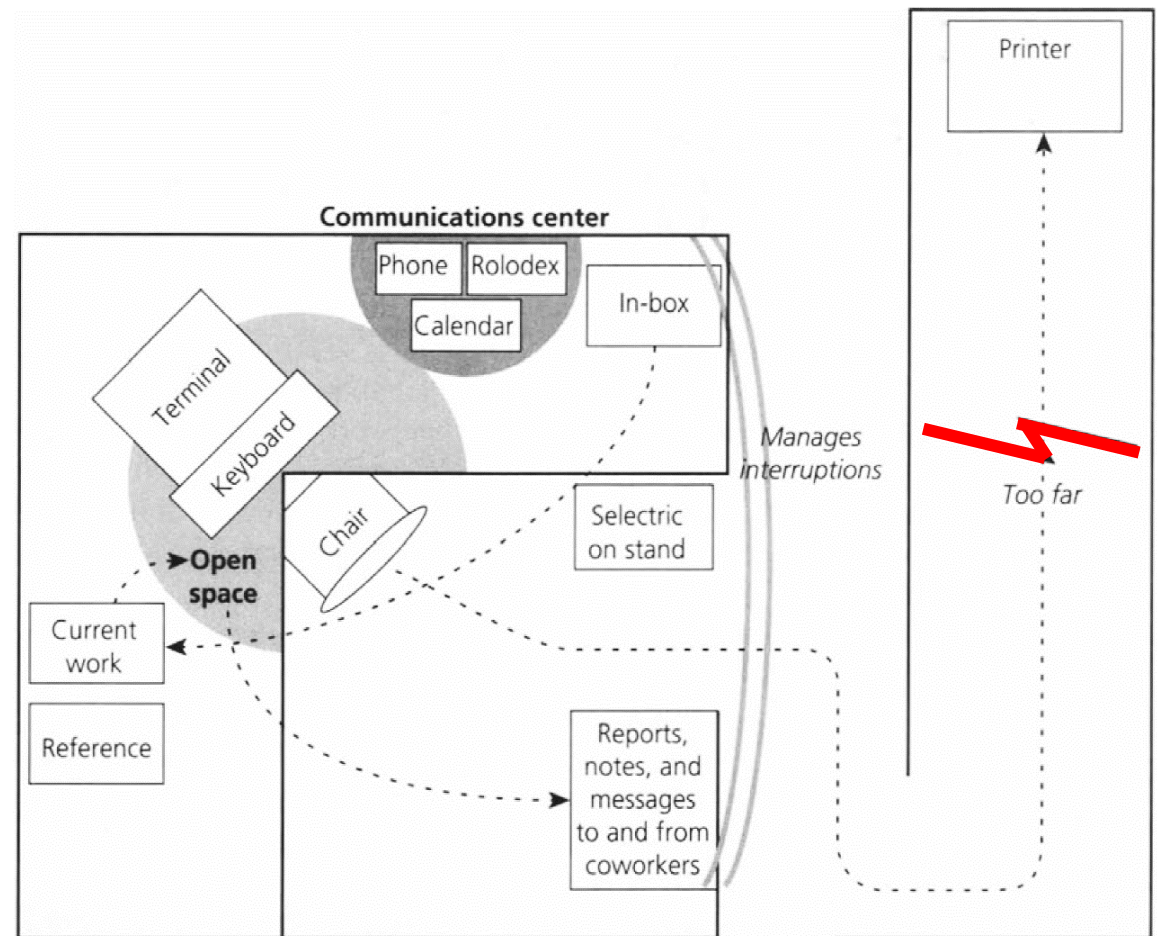 Printer
Communications center
Phone
Rolodex
In-box
Calendar
Terminal
Keyboard
Manages
interruptions
Too far
Chair
Selectric
on stand
Open
space
Current
work
Reference
Reports,
notes, and
messages
to and from
coworkers